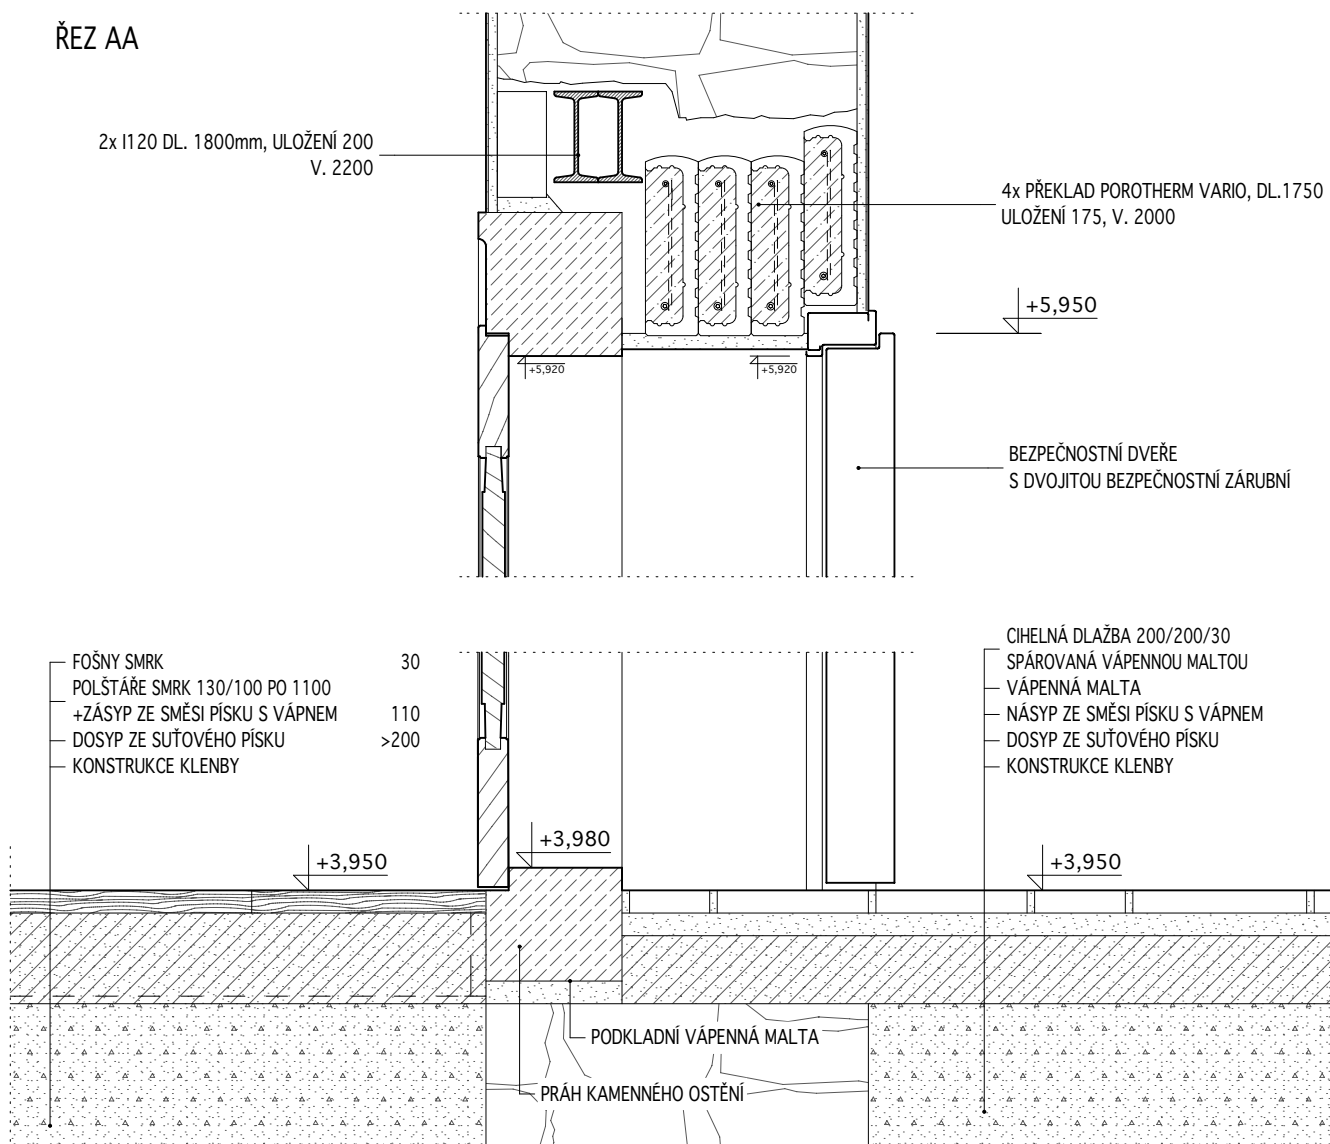 ŘEZ AA
2x I120 DL. 1800mm, ULOŽENÍ 200
V. 2200
4x PŘEKLAD POROTHERM VARIO, DL.1750
ULOŽENÍ 175, V. 2000
+5,950
+5,920
+5,920
BEZPEČNOSTNÍ DVEŘE
S DVOJITOU BEZPEČNOSTNÍ ZÁRUBNÍ
FOŠNY SMRK 30
POLŠTÁŘE SMRK 130/100 PO 1100
+ZÁSYP ZE SMĚSI PÍSKU S VÁPNEM 110
DOSYP ZE SUŤOVÉHO PÍSKU >200
KONSTRUKCE KLENBY
CIHELNÁ DLAŽBA 200/200/30
SPÁROVANÁ VÁPENNOU MALTOU
VÁPENNÁ MALTA
NÁSYP ZE SMĚSI PÍSKU S VÁPNEM
DOSYP ZE SUŤOVÉHO PÍSKU
KONSTRUKCE KLENBY
+3,950
+3,980
+3,950
PODKLADNÍ VÁPENNÁ MALTA
PRÁH KAMENNÉHO OSTĚNÍ